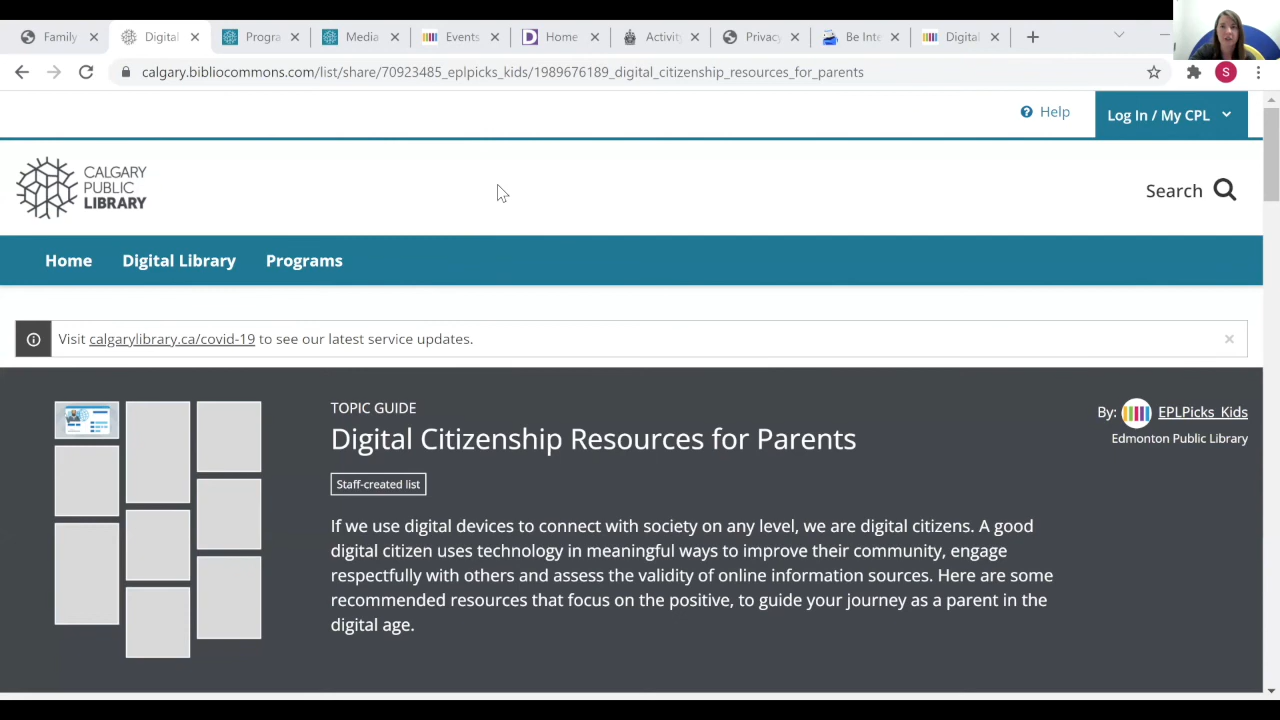 Family
Digital
Progra
Media
Events
Home
Activit
Privac
Be Inte
Digital
calgary.bibliocommons.com/list/share/70923485_eplpicks_kids/1989676189_digital_citizenship_resources_for_parents
S
Help
Log In / My CPL
CALGARY
PUBLIC
LIBRARY
Search
Home
Digital Library
Programs
Visit calgarylibrary.ca/covid-19 to see our latest service updates.
TOPIC GUIDE
Digital Citizenship Resources for Parents
By: EPLPicks_Kids
Edmonton Public Library
Staff-created list
If we use digital devices to connect with society on any level, we are digital citizens. A good
digital citizen uses technology in meaningful ways to improve their community, engage
respectfully with others and assess the validity of online information sources. Here are some
recommended resources that focus on the positive, to guide your journey as a parent in the
digital age.